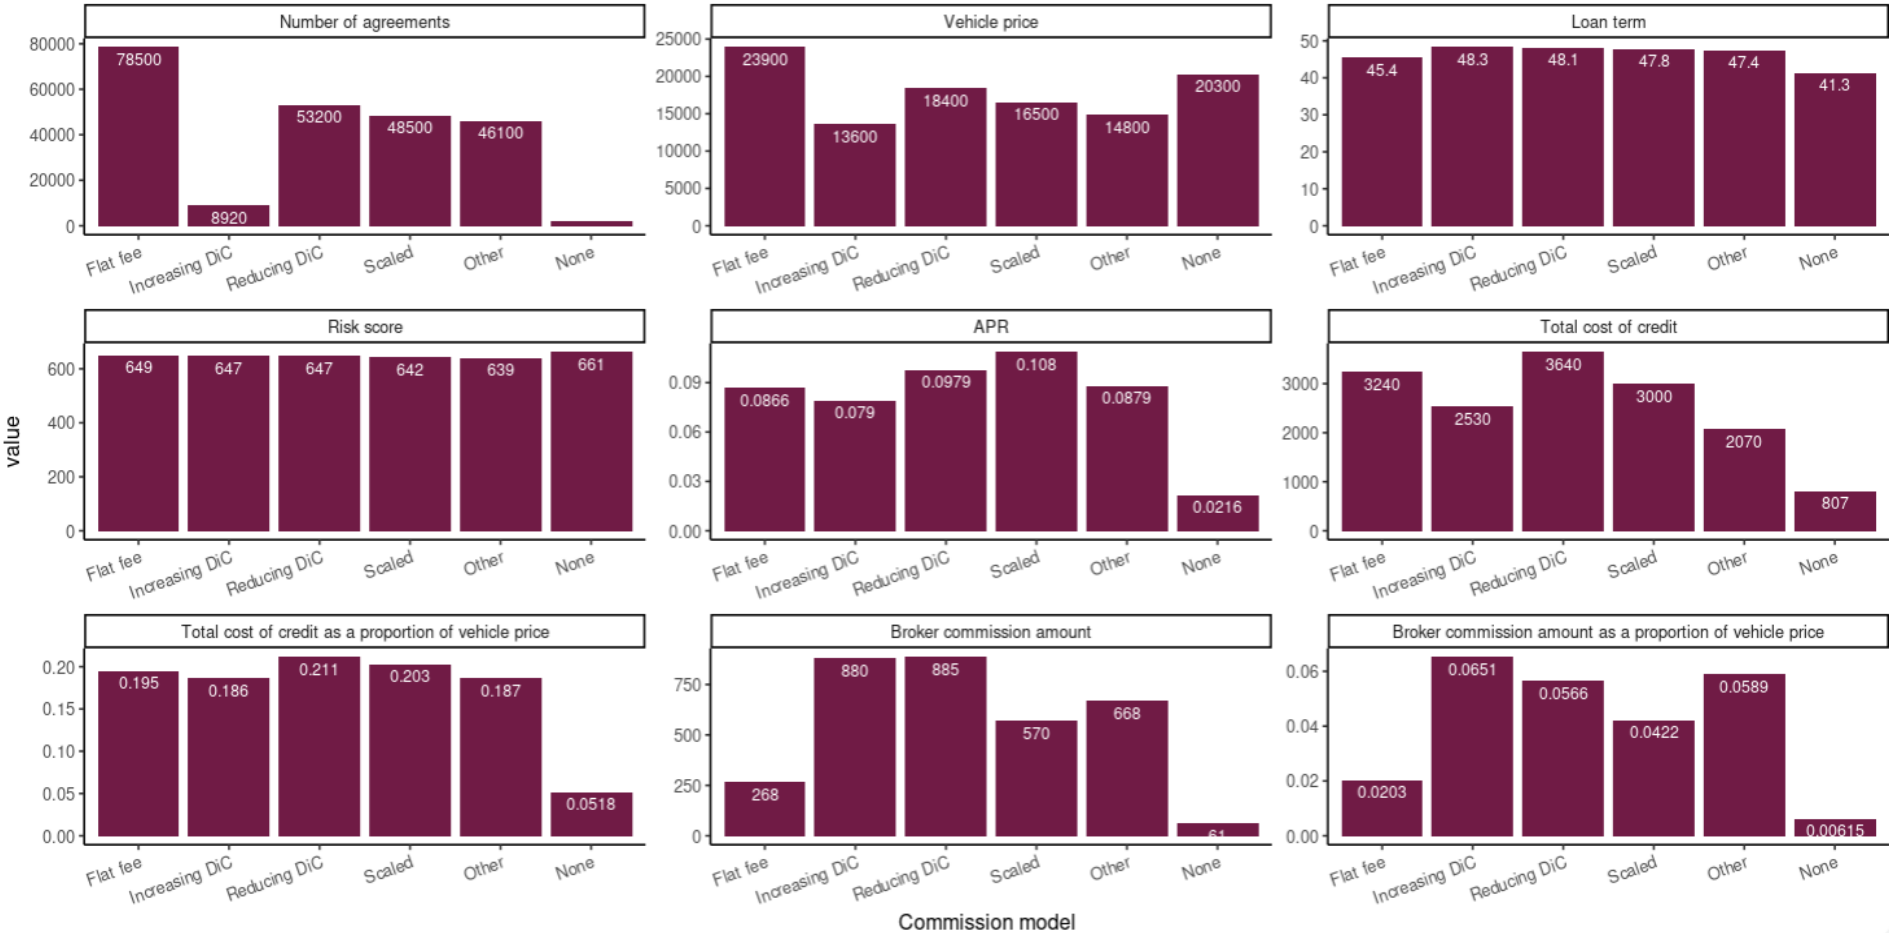 Number of agreements
80000
60000
40000
20000
0
78500
8920
53200
48500
46100
Flat fee
Increasing DiC
Reducing DiC
Scaled
Other
None
Vehicle price
25000
20000
15000
10000
5000
0
23900
13600
18400
16500
14800
20300
Flat fee
Increasing DiC
Reducing DiC
Scaled
Other
None
Loan term
50
40
30
20
10
0
45.4
48.3
48.1
47.8
47.4
41.3
Flat fee
Increasing DiC
Reducing DiC
Scaled
Other
None
value
Risk score
600
400
200
0
649
647
647
642
639
661
Flat fee
Increasing DiC
Reducing DiC
Scaled
Other
None
APR
0.09
0.06
0.03
0.00
0.0866
0.079
0.0979
0.108
0.0879
0.0216
Flat fee
Increasing DiC
Reducing DiC
Scaled
Other
None
Total cost of credit
3000
2000
1000
0
3240
2530
3640
3000
2070
807
Flat fee
Increasing DiC
Reducing DiC
Scaled
Other
None
Total cost of credit as a proportion of vehicle price
0.20
0.15
0.10
0.05
0.00
0.195
0.186
0.211
0.203
0.187
0.0518
Flat fee
Increasing DiC
Reducing DiC
Scaled
Other
None
Broker commission amount
750
500
250
0
268
880
885
570
668
61
Flat fee
Increasing DiC
Reducing DiC
Scaled
Other
None
Broker commission amount as a proportion of vehicle price
0.06
0.04
0.02
0.00
0.0203
0.0651
0.0566
0.0422
0.0589
0.00615
Flat fee
Increasing DiC
Reducing DiC
Scaled
Other
None
Commission model